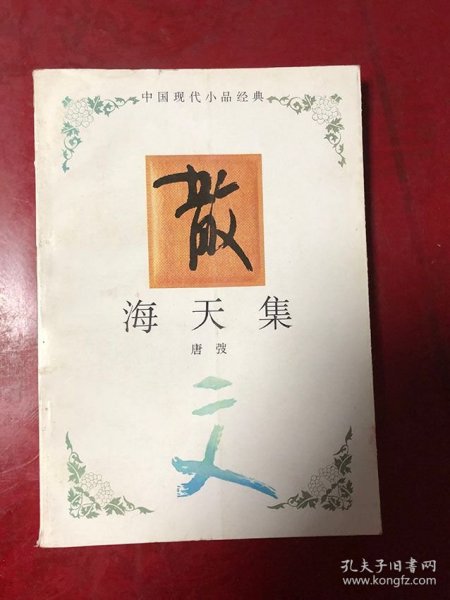 中国现代小品经典
散
海天集
唐弢
文
孔夫子旧书网
www.kongfz.com